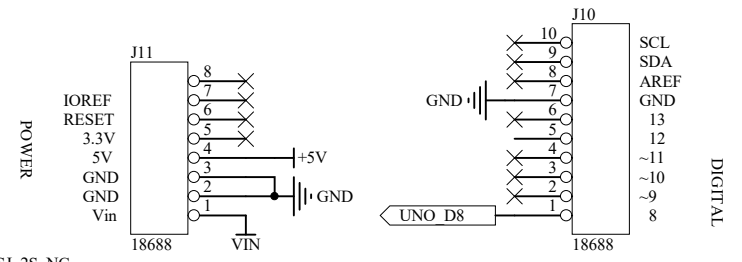 J11
POWER
8
IOREF 7
RESET 6
3.3V 5
5V 4 +5V
GND 3
GND 2 GND
Vin 1
18688 VIN
J10
10 SCL
9 SDA
8 AREF
GND 7 GND
6 13
5 12
4 ~11
3 ~10
2 ~9
UNO_D8 1 8
18688
DIGITAL